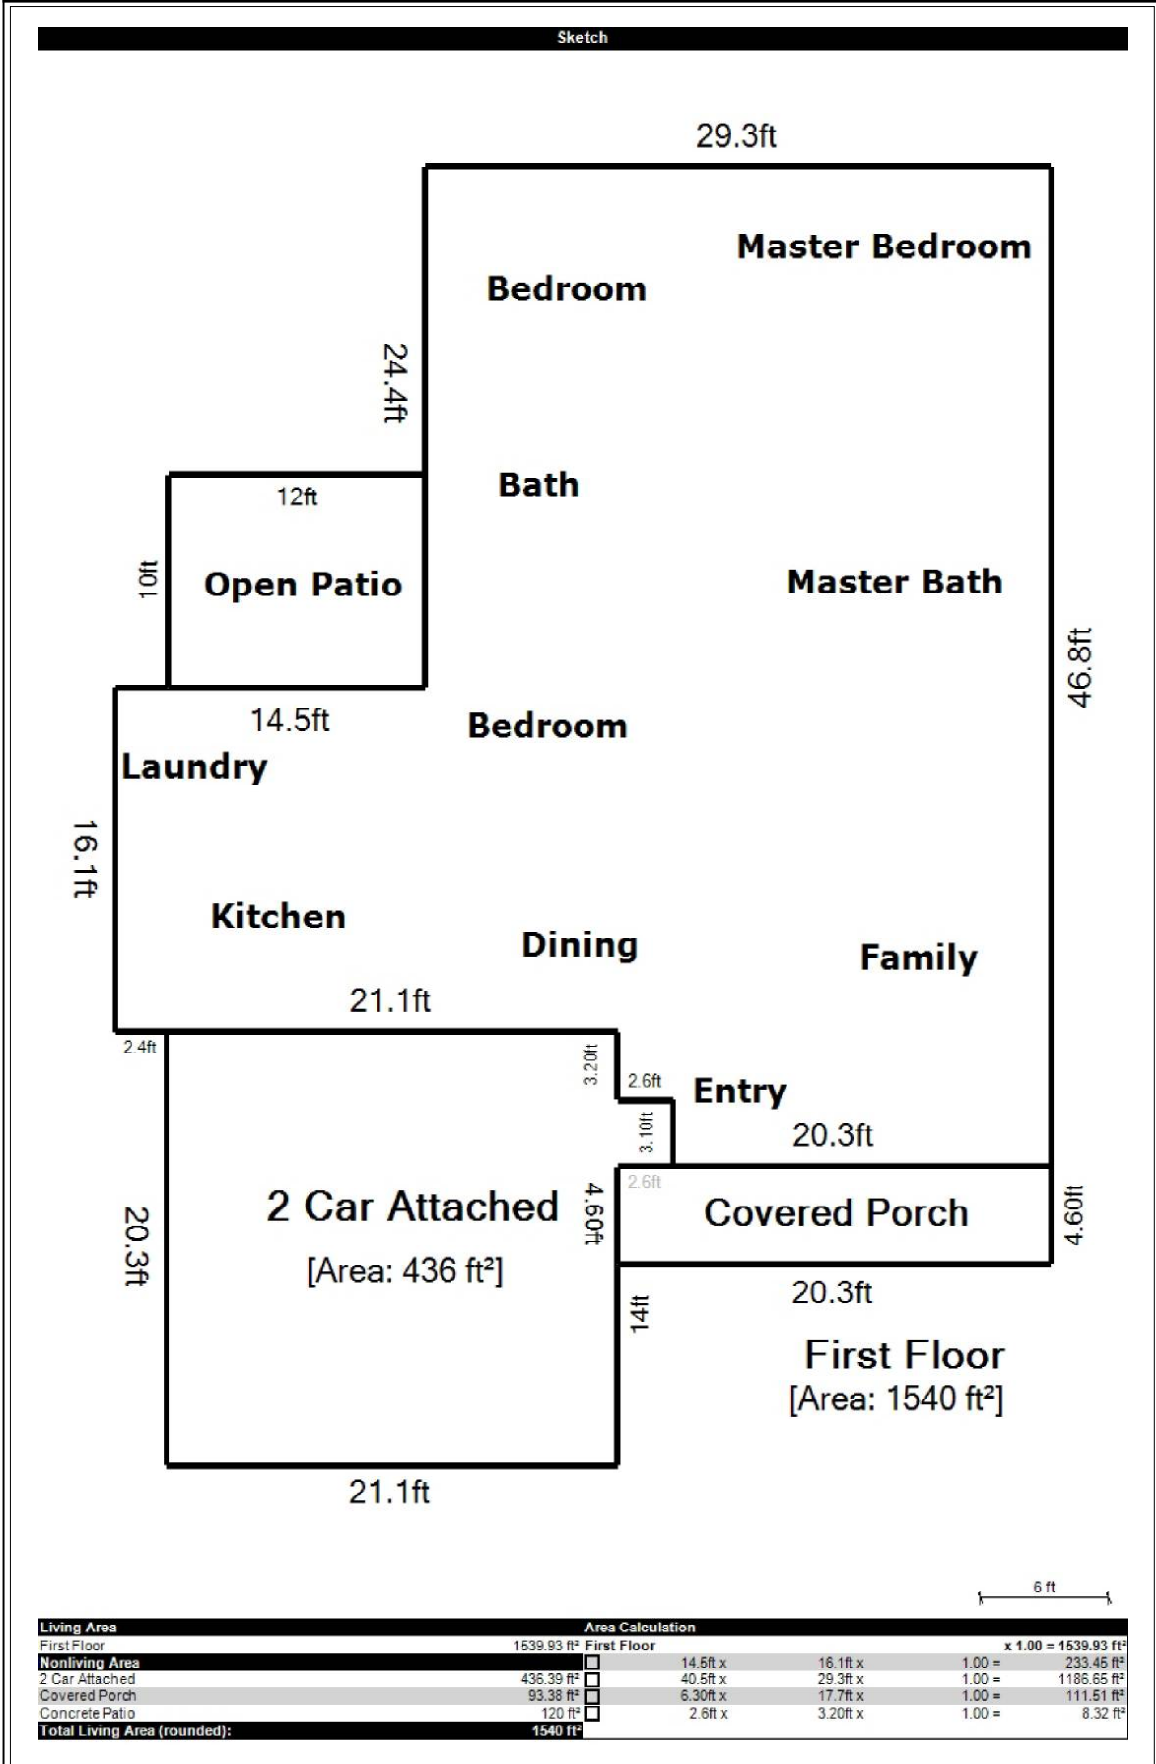 Sketch
29.3ft
Master Bedroom
Bedroom
24.4ft
Bath
12ft
10ft
Open Patio
Master Bath
46.8ft
14.5ft
Bedroom
Laundry
16.1ft
Kitchen
Dining
Family
21.1ft
2.4ft
3.20ft
2.6ft
Entry
3.10ft
20.3ft
2.6ft
4.60ft
2 Car Attached
Covered Porch
4.60ft
20.3ft
[Area: 436 ft²]
20.3ft
14ft
First Floor
[Area: 1540 ft²]
21.1ft
6 ft
Living Area Area Calculation
First Floor 1539.93 ft² First Floor x 1.00 = 1539.93 ft²
Nonliving Area 14.5ft x 16.1ft x 1.00 = 233.45 ft²
2 Car Attached 436.39 ft² 40.5ft x 29.3ft x 1.00 = 1186.65 ft²
Covered Porch 93.38 ft² 6.30ft x 17.7ft x 1.00 = 111.51 ft²
Concrete Patio 120 ft² 2.6ft x 3.20ft x 1.00 = 8.32 ft²
Total Living Area (rounded): 1540 ft²